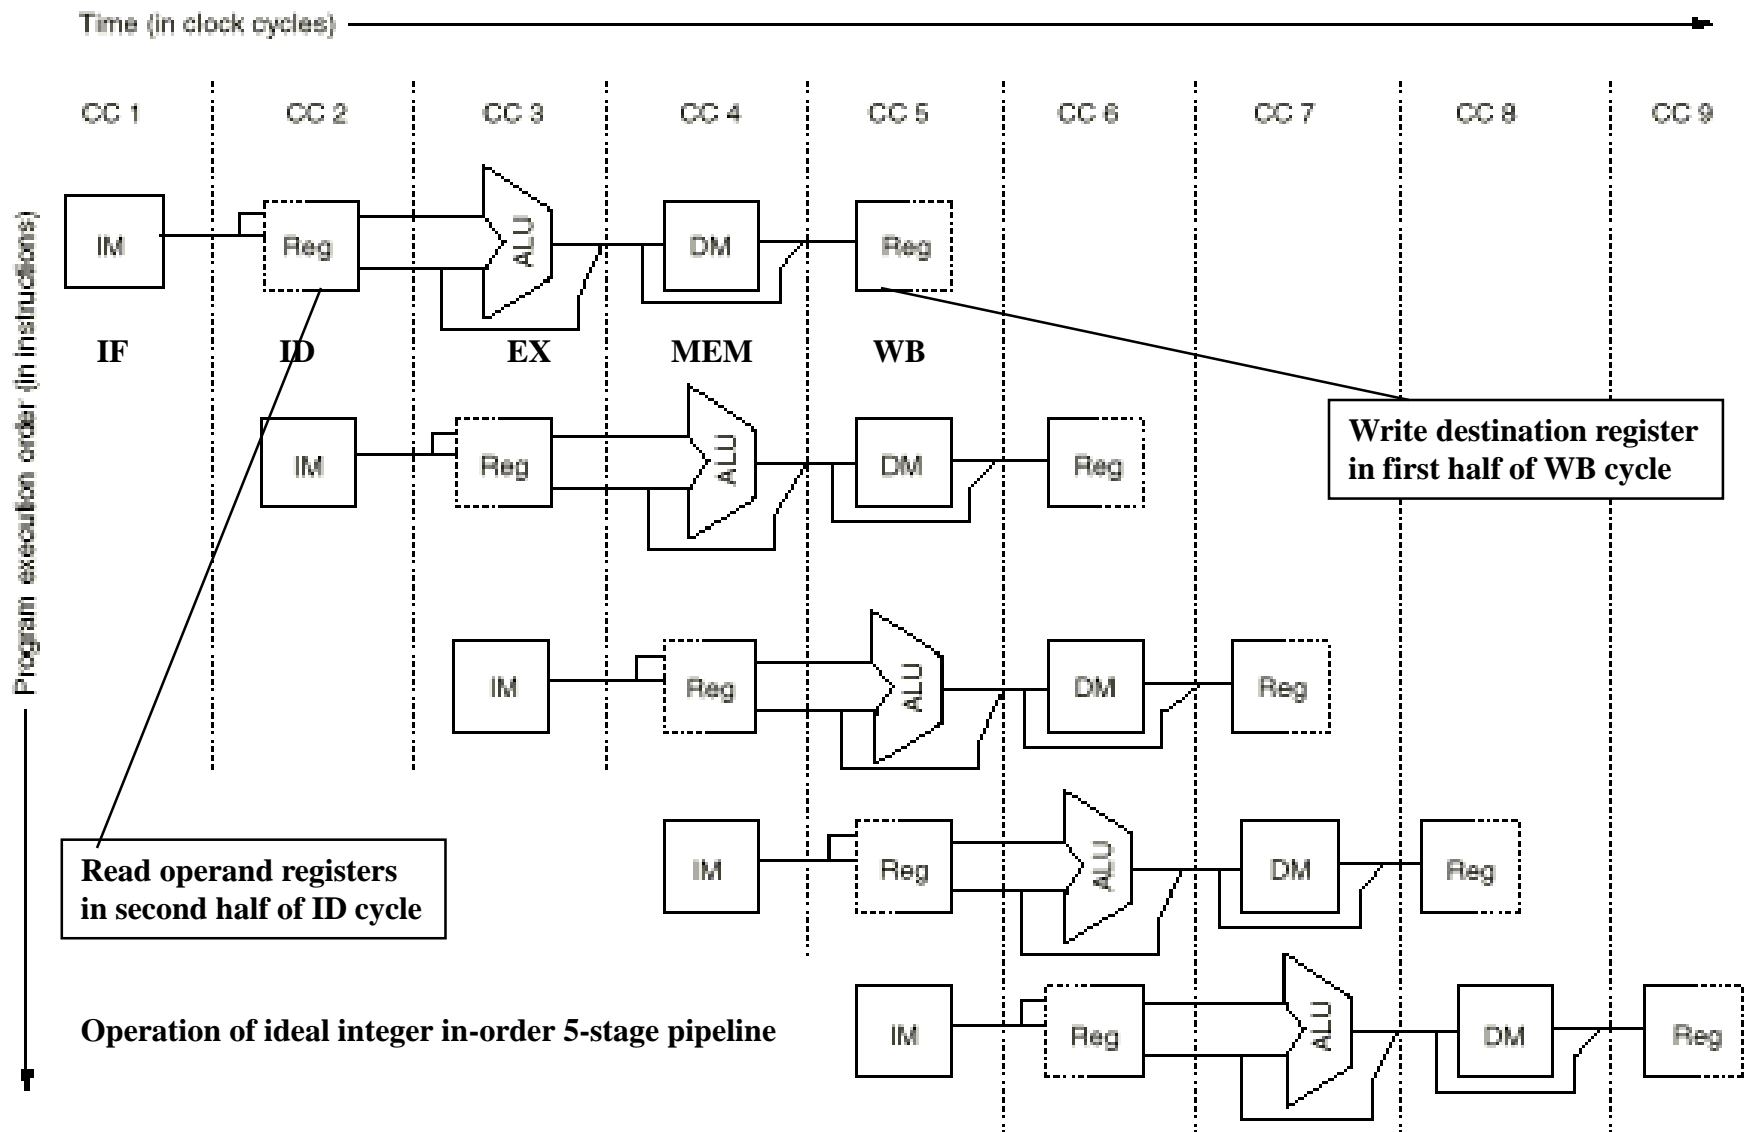 Time (in clock cycles)
CC 1 CC 2 CC 3 CC 4 CC 5 CC 6 CC 7 CC 8 CC 9
Program execution order (in instructions)
IM Reg ALU DM Reg
IF ID EX MEM WB
IM Reg ALU DM Reg
Write destination register
in first half of WB cycle
IM Reg ALU DM Reg
IM Reg ALU DM Reg
Read operand registers
in second half of ID cycle
IM Reg ALU DM Reg
Operation of ideal integer in-order 5-stage pipeline